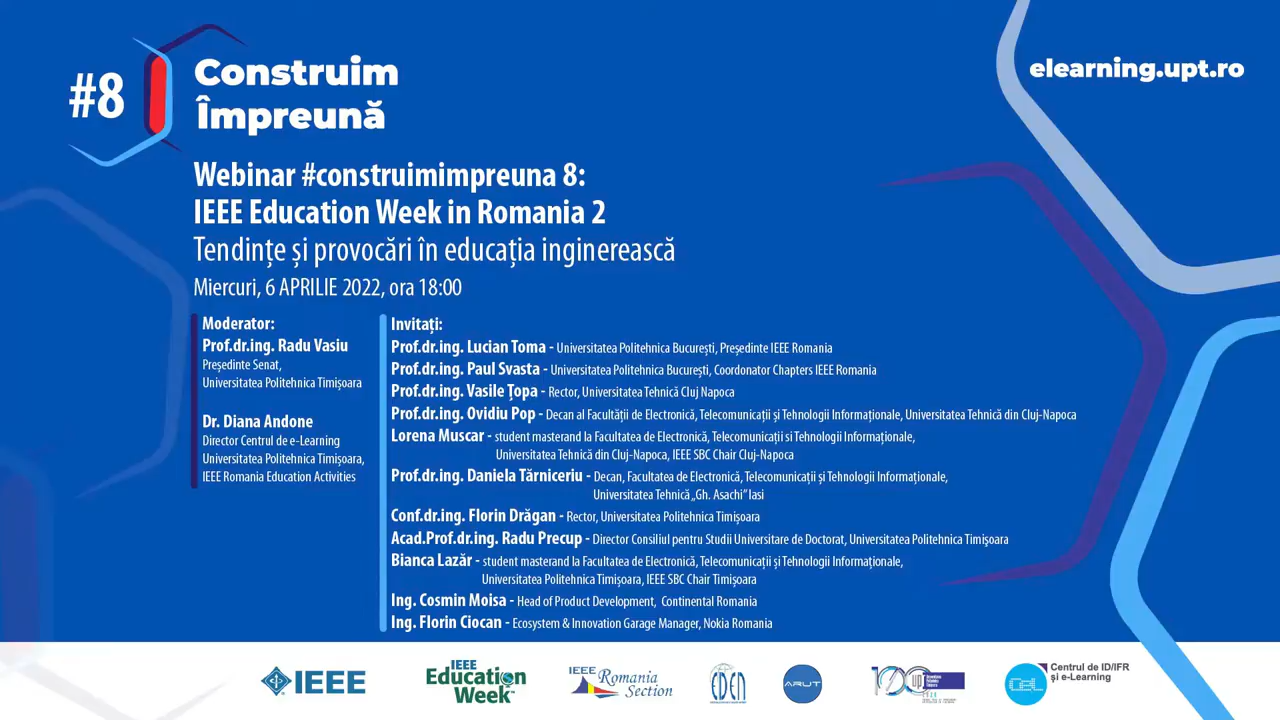 #8
Construim
Împreună
elearning.upt.ro
Webinar #construimimpreuna 8:
IEEE Education Week in Romania 2
Tendințe și provocări în educația inginerească
Miercuri, 6 APRILIE 2022, ora 18:00
Moderator:
Prof.dr.ing. Radu Vasiu
Președinte Senat,
Universitatea Politehnica Timișoara
Dr. Diana Andone
Director Centrul de e-Learning
Universitatea Politehnica Timișoara,
IEEE Romania Education Activities
Invitați:
Prof.dr.ing. Lucian Toma - Universitatea Politehnica București, Președinte IEEE Romania
Prof.dr.ing. Paul Svasta - Universitatea Politehnica București, Coordonator Chapters IEEE Romania
Prof.dr.ing. Vasile Țopa - Rector, Universitatea Tehnică Cluj Napoca
Prof.dr.ing. Ovidiu Pop - Decan al Facultății de Electronică, Telecomunicații și Tehnologii Informaționale, Universitatea Tehnică din Cluj-Napoca
Lorena Muscar - student masterand la Facultatea de Electronică, Telecomunicații si Tehnologii Informaționale,
Universitatea Tehnică din Cluj-Napoca, IEEE SBC Chair Cluj-Napoca
Prof.dr.ing. Daniela Tărniceriu - Decan, Facultatea de Electronică, Telecomunicații și Tehnologii Informaționale,
Universitatea Tehnică „Gh. Asachi” Iasi
Conf.dr.ing. Florin Drăgan - Rector, Universitatea Politehnica Timișoara
Acad.Prof.dr.ing. Radu Precup - Director Consiliul pentru Studii Universitare de Doctorat, Universitatea Politehnica Timişoara
Bianca Lazăr - student masterand la Facultatea de Electronică, Telecomunicații și Tehnologii Informaționale,
Universitatea Politehnica Timișoara, IEEE SBC Chair Timișoara
Ing. Cosmin Moisa - Head of Product Development, Continental Romania
Ing. Florin Ciocan - Ecosystem & Innovation Garage Manager, Nokia Romania
IEEE
IEEE
Education
Week
IEEE
Romania
Section
EDEN
ARUT
100
Centrul de ID/IFR
și e-Learning